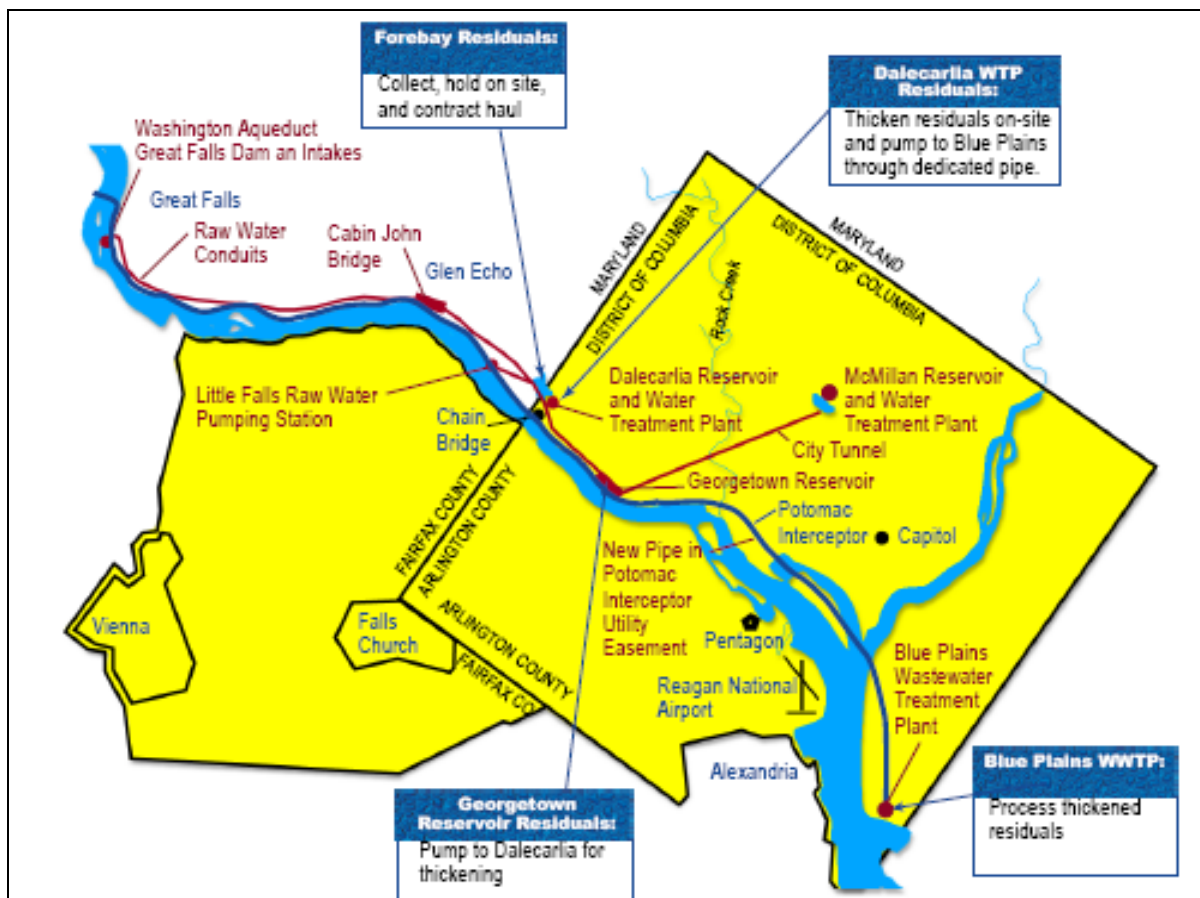 Forebay Residuals:
Collect, hold on site,
and contract haul
Dalecarlia WTP
Residuals:
Thicken residuals on-site
and pump to Blue Plains
through dedicated pipe.
Washington Aqueduct
Great Falls Dam an Intakes
Great Falls
Raw Water
Conduits
Cabin John
Bridge
Glen Echo
MARYLAND
DISTRICT OF COLUMBIA
Rock Creek
MARYLAND
DISTRICT OF COLUMBIA
Little Falls Raw Water
Pumping Station
Chain
Bridge
Dalecarlia Reservoir
and Water
Treatment Plant
McMillan Reservoir
and Water
Treatment Plant
City Tunnel
Georgetown Reservoir
FAIRFAX COUNTY
ARLINGTON COUNTY
Potomac
Interceptor
Capitol
New Pipe in
Potomac
Interceptor
Utility
Easement
Pentagon
Vienna
Falls
Church
ARLINGTON COUNTY
FAIRFAX CO.
Reagan National
Airport
Blue Plains
Wastewater
Treatment
Plant
Alexandria
Georgetown
Reservoir Residuals:
Pump to Dalecarlia for
thickening
Blue Plains WWTP:
Process thickened
residuals